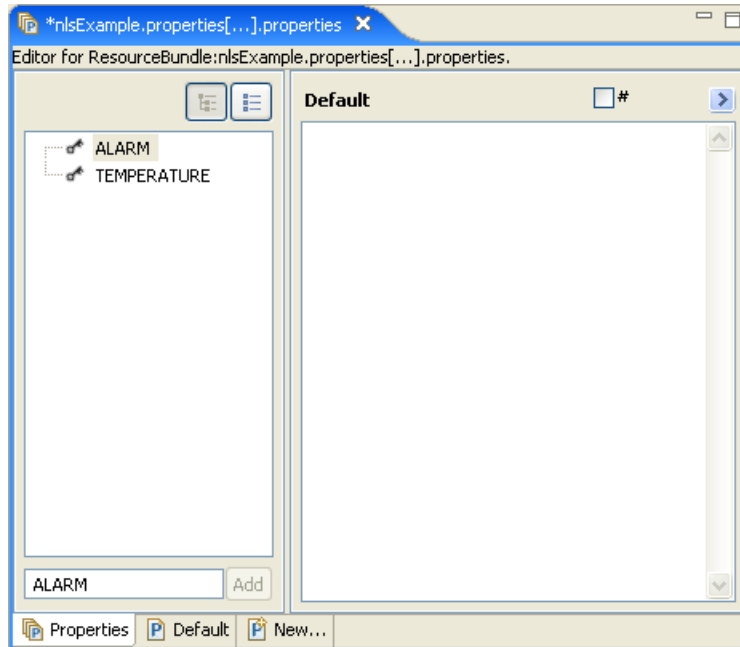 *nlsExample.properties[...].properties
Editor for ResourceBundle:nlsExample.properties[...].properties.
Default #
ALARM
TEMPERATURE
ALARM Add
Properties Default New...